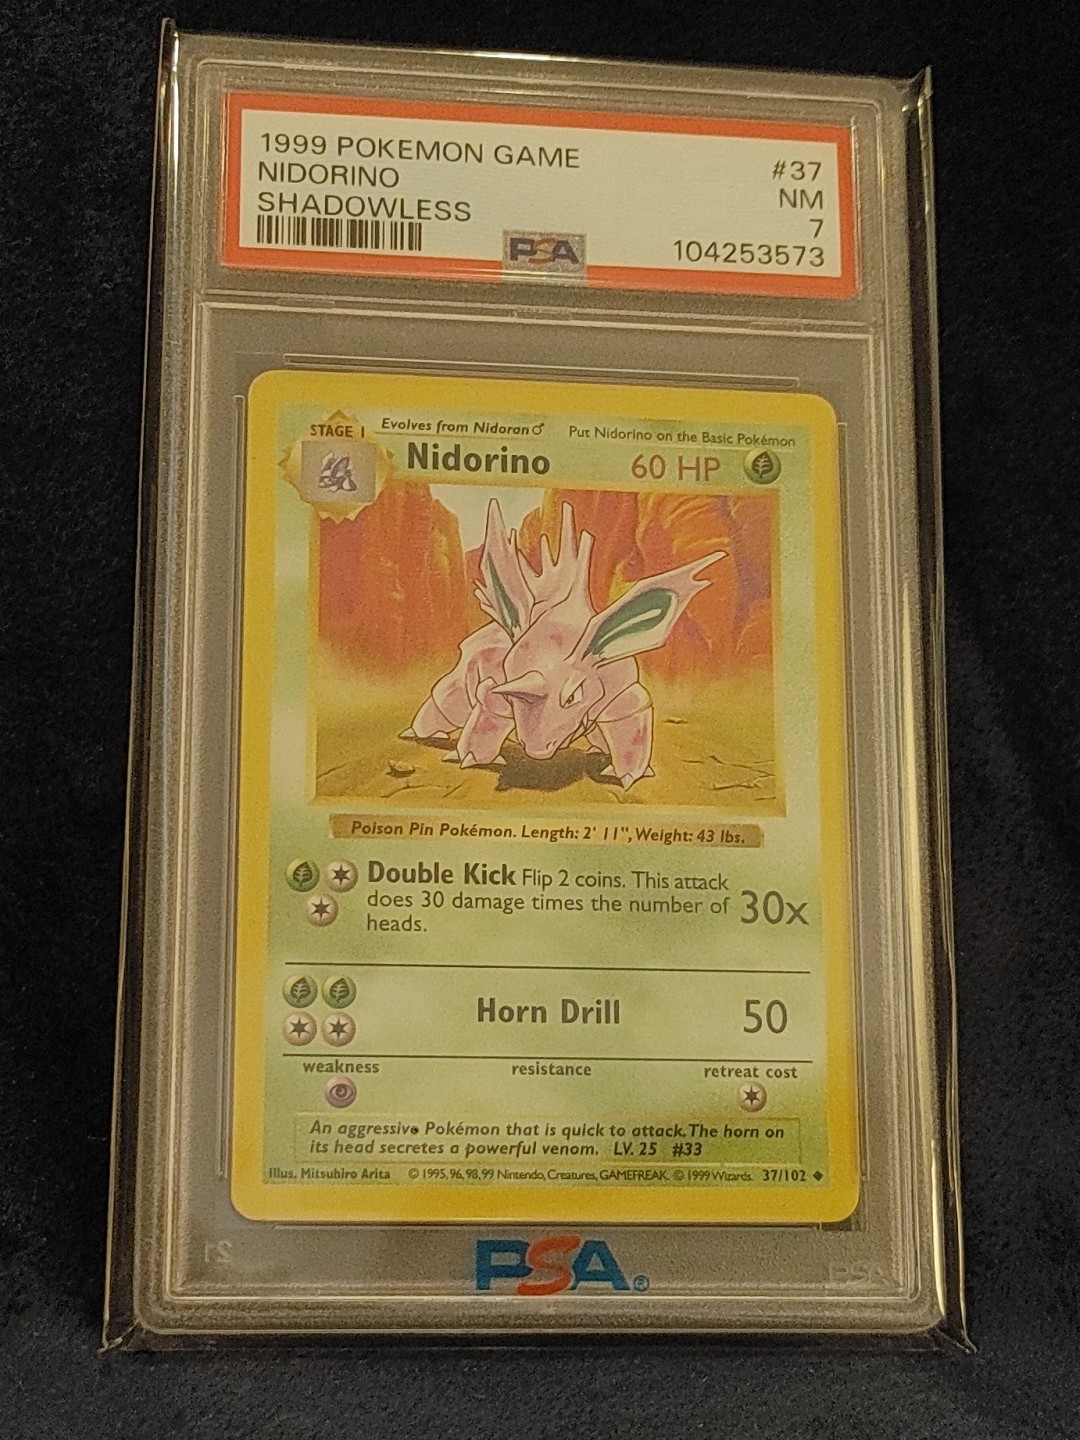 1999 POKEMON GAME #37
NIDORINO NM
SHADOWLESS 7
PSA 104253573
STAGE 1 Evolves from Nidoran♂ Put Nidorino on the Basic Pokémon
Nidorino 60 HP
Poison Pin Pokémon. Length: 2' 11", Weight: 43 lbs.
Double Kick Flip 2 coins. This attack
does 30 damage times the number of 30x
heads.
Horn Drill 50
weakness resistance retreat cost
An aggressive Pokémon that is quick to attack. The horn on
its head secretes a powerful venom. LV. 25 #33
Illus. Mitsuhiro Arita © 1995, 96, 98, 99 Nintendo, Creatures, GAMEFREAK. © 1999 Wizards. 37/102 ◆
PSA®
PSA